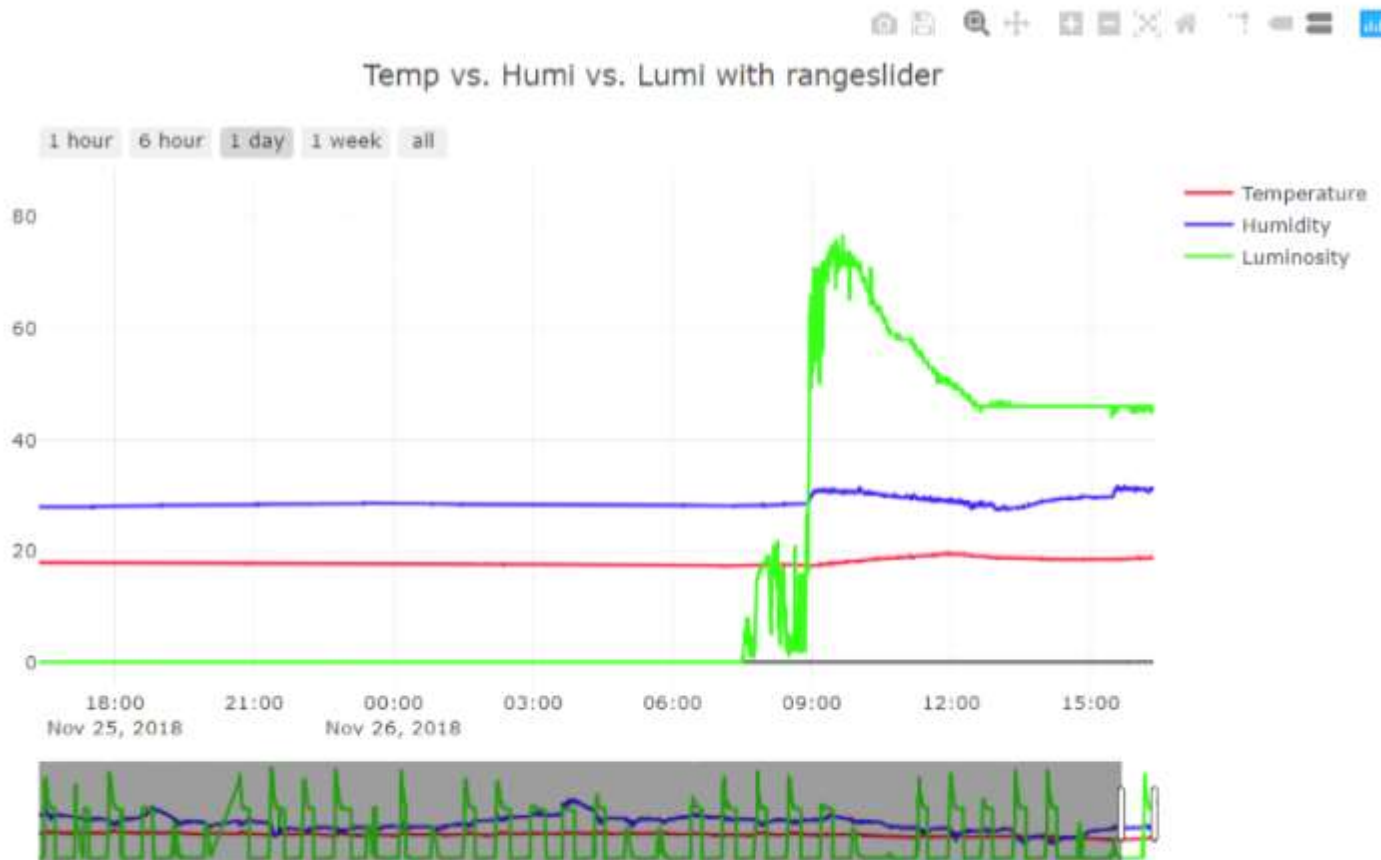 Temp vs. Humi vs. Lumi with rangeslider
1 hour 6 hour 1 day 1 week all
Temperature
Humidity
Luminosity
80
60
40
20
0
18:00 21:00 00:00 03:00 06:00 09:00 12:00 15:00
Nov 25, 2018 Nov 26, 2018